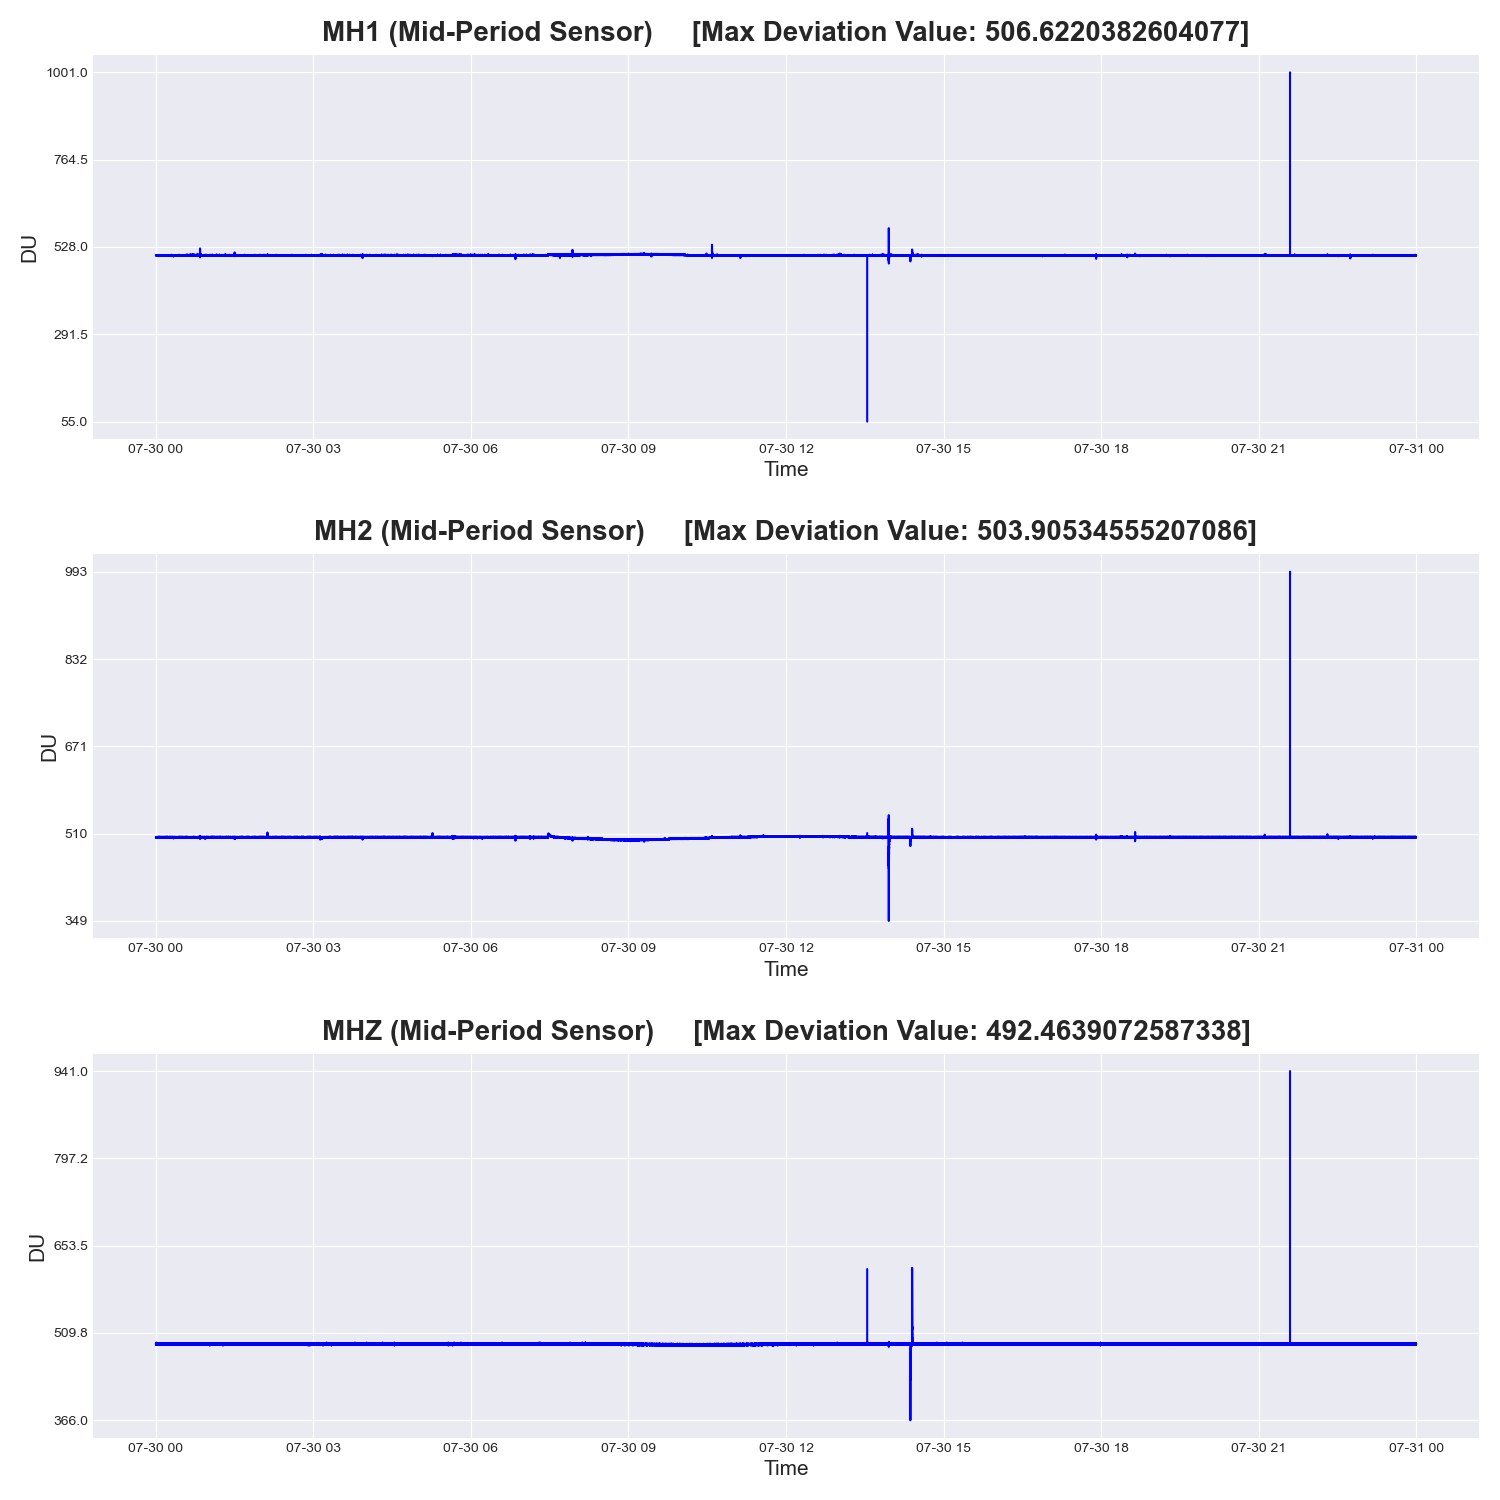 MH1 (Mid-Period Sensor) [Max Deviation Value: 506.6220382604077]
1001.0
764.5
528.0
291.5
55.0
DU
07-30 00 07-30 03 07-30 06 07-30 09 07-30 12 07-30 15 07-30 18 07-30 21 07-31 00
Time
MH2 (Mid-Period Sensor) [Max Deviation Value: 503.90534555207086]
993
832
671
510
349
DU
07-30 00 07-30 03 07-30 06 07-30 09 07-30 12 07-30 15 07-30 18 07-30 21 07-31 00
Time
MHZ (Mid-Period Sensor) [Max Deviation Value: 492.4639072587338]
941.0
797.2
653.5
509.8
366.0
DU
07-30 00 07-30 03 07-30 06 07-30 09 07-30 12 07-30 15 07-30 18 07-30 21 07-31 00
Time